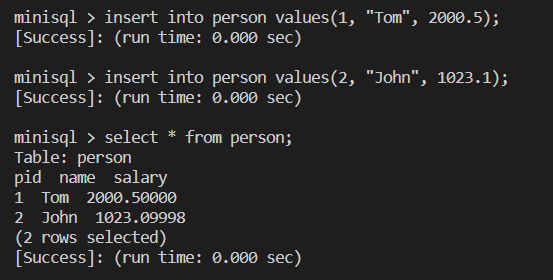 minisql > insert into person values(1, "Tom", 2000.5);
[Success]: (run time: 0.000 sec)
minisql > insert into person values(2, "John", 1023.1);
[Success]: (run time: 0.000 sec)
minisql > select * from person;
Table: person
pid  name  salary
1  Tom  2000.50000
2  John  1023.09998
(2 rows selected)
[Success]: (run time: 0.000 sec)